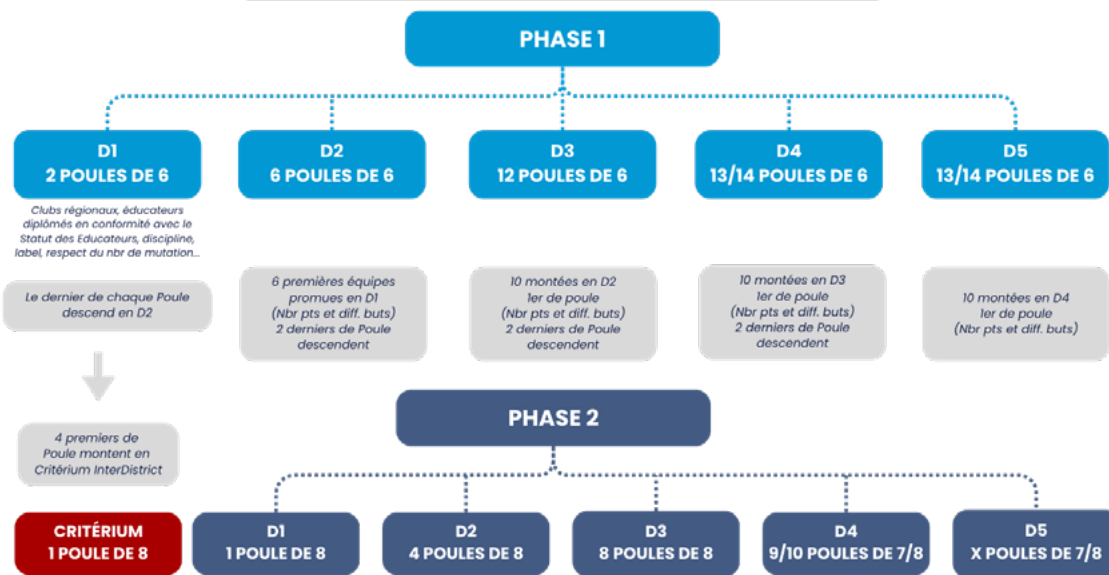 PHASE 1
D1
2 POULES DE 6
D2
6 POULES DE 6
D3
12 POULES DE 6
D4
13/14 POULES DE 6
D5
13/14 POULES DE 6
Clubs régionaux, éducateurs
diplômés en conformité avec le
Statut des Educateurs, discipline,
label, respect du nbr de mutation...
Le dernier de chaque Poule
descend en D2
6 premières équipes
promues en D1
(Nbr pts et diff. buts)
2 derniers de Poule
descendent
10 montées en D2
1er de poule
(Nbr pts et diff. buts)
2 derniers de Poule
descendent
10 montées en D3
1er de poule
(Nbr pts et diff. buts)
2 derniers de Poule
descendent
10 montées en D4
1er de poule
(Nbr pts et diff. buts)
4 premiers de
Poule montent en
Critérium InterDistrict
PHASE 2
CRITÉRIUM
1 POULE DE 8
D1
1 POULE DE 8
D2
4 POULES DE 8
D3
8 POULES DE 8
D4
9/10 POULES DE 7/8
D5
X POULES DE 7/8